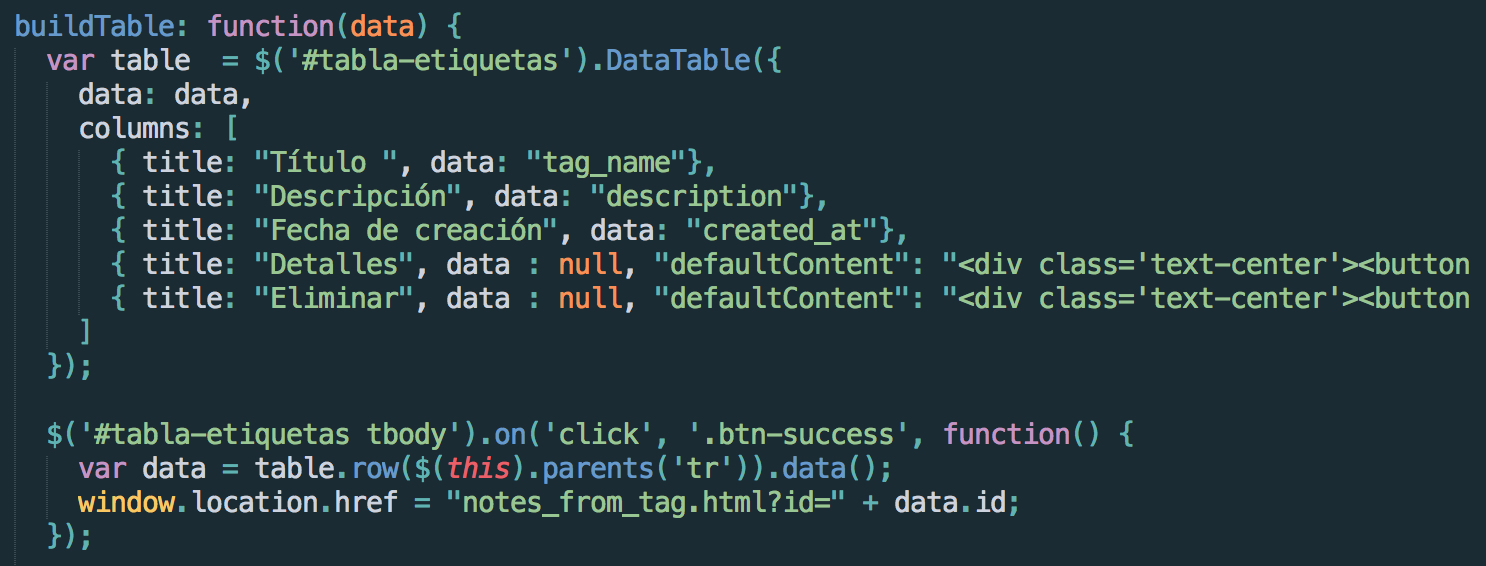 buildTable: function(data) {
  var table  = $('#tabla-etiquetas').DataTable({
    data: data,
    columns: [
      { title: "Título ", data: "tag_name"},
      { title: "Descripción", data: "description"},
      { title: "Fecha de creación", data: "created_at"},
      { title: "Detalles", data : null, "defaultContent": "<div class='text-center'><button
      { title: "Eliminar", data : null, "defaultContent": "<div class='text-center'><button
    ]
  });

  $('#tabla-etiquetas tbody').on('click', '.btn-success', function() {
    var data = table.row($(this).parents('tr')).data();
    window.location.href = "notes_from_tag.html?id=" + data.id;
  });